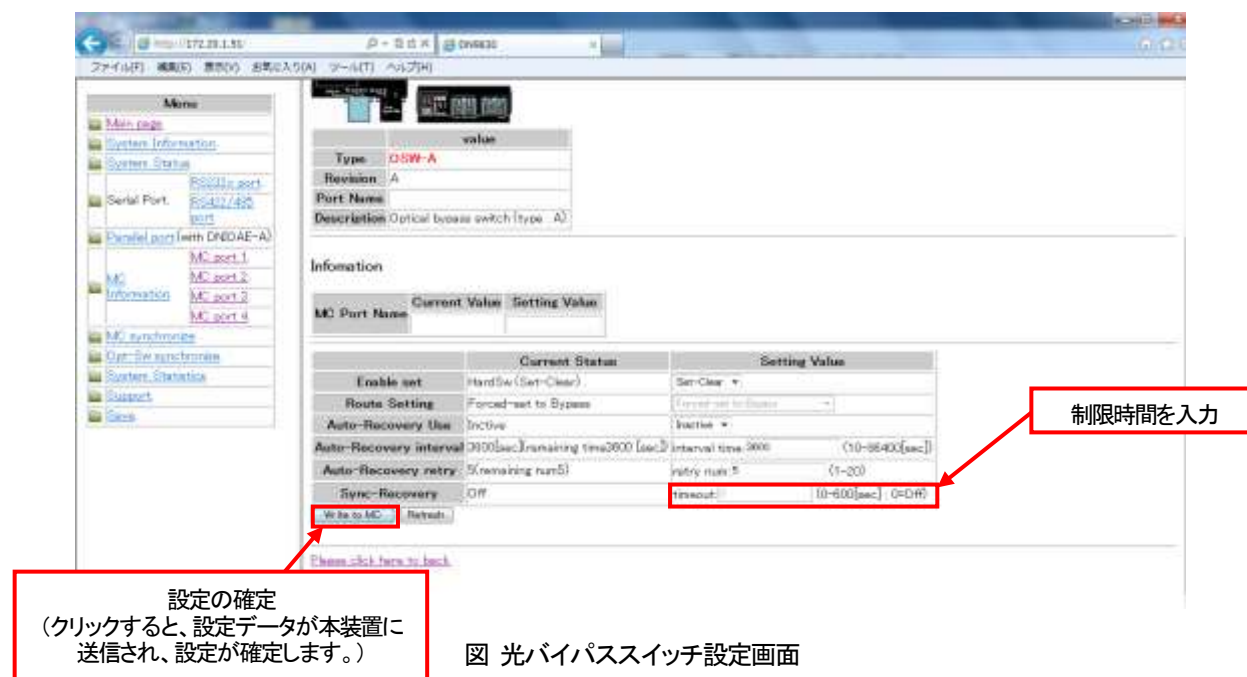 http://172.20.1.51/
DN6830
ファイル(F) 編集(E) 表示(V) お気に入り(A) ツール(T) ヘルプ(H)
Menu
Main page
System Information
System Status
Serial Port
RS232c port
RS422/485 port
Parallel port (with DNIOAE-A)
MC Information
MC port 1
MC port 2
MC port 3
MC port 4
MC synchronize
Opt-Sw synchronize
System Statistics
Support
Save
value
Type OSW-A
Revision A
Port Name
Description Optical bypass switch (type A)
Infomation
MC Port Name Current Value Setting Value
Current Status Setting Value
Enable set HardSw(Set-Clear) Set-Clear
Route Setting Forced-set to Bypass Forced-set to Bypass
Auto-Recovery Use Inctive Inactive
Auto-Recovery interval 3600[sec](remaining time3600 [sec]) interval time 3600 (10-86400[sec])
Auto-Recovery retry 5(remaining num5) retry num 5 (1-20)
Sync-Recovery Off timeout (0-600[sec] 0=Off)
Write to MC Refresh
Please click here to back
制限時間を入力
設定の確定
(クリックすると、設定データが本装置に
送信され、設定が確定します。)
図 光バイパススイッチ設定画面